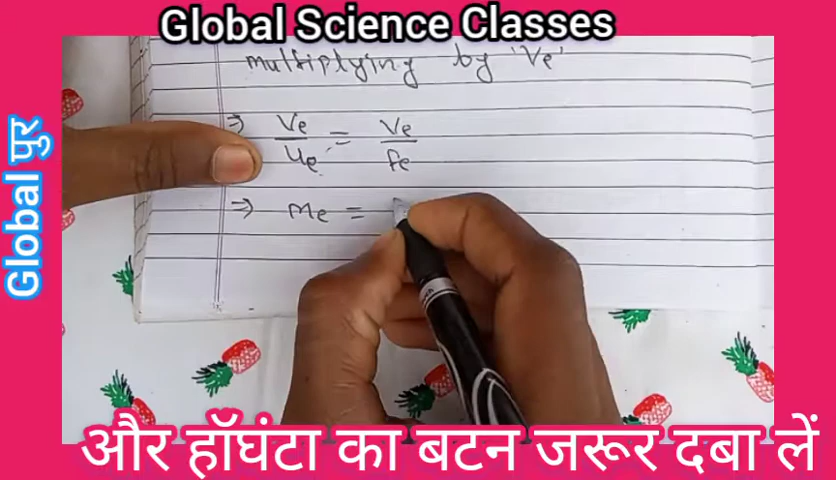 Global Science Classes
multiplying by 've'
⇒ ve/ue = ve/fe
⇒ me =
Global पुर
और हॉघंटा का बटन जरूर दबा लें